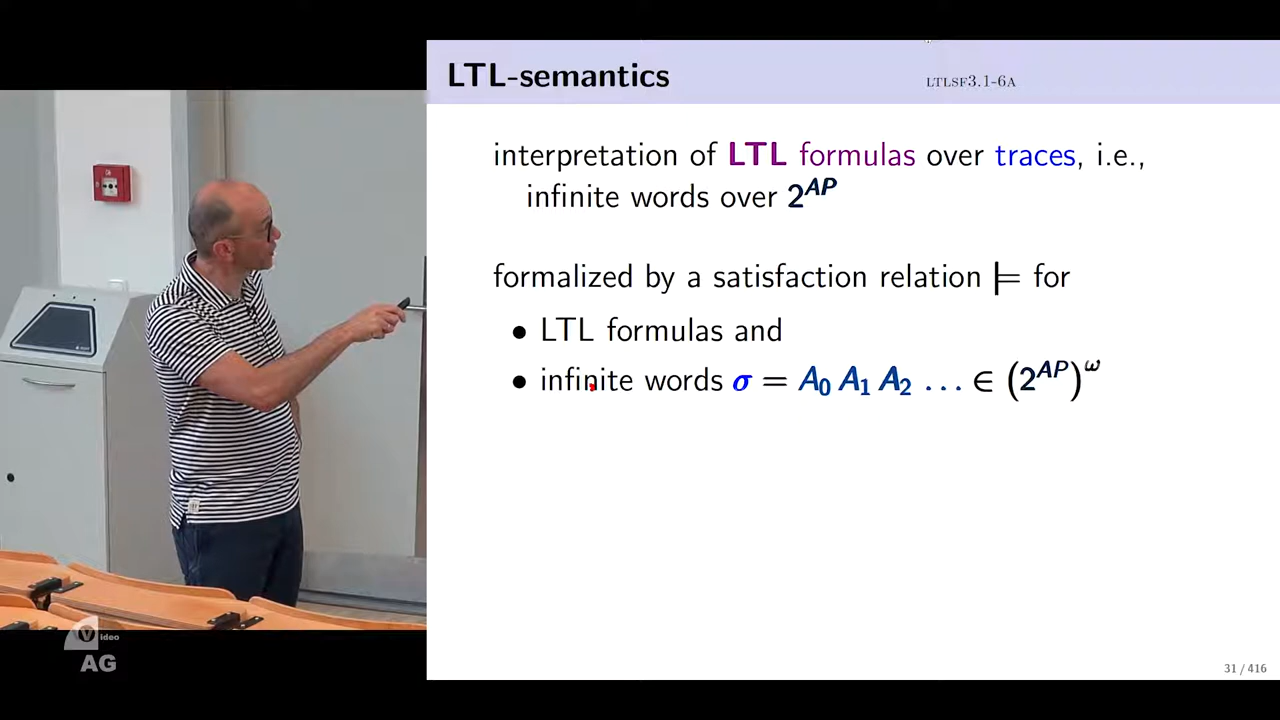 LTL-semantics
LTLSF3.1-6A
interpretation of LTL formulas over traces, i.e.,
infinite words over 2^AP
formalized by a satisfaction relation ⊨ for
• LTL formulas and
• infinite words σ = A₀ A₁ A₂ … ∈ (2^AP)^ω
Video
AG
31 / 416